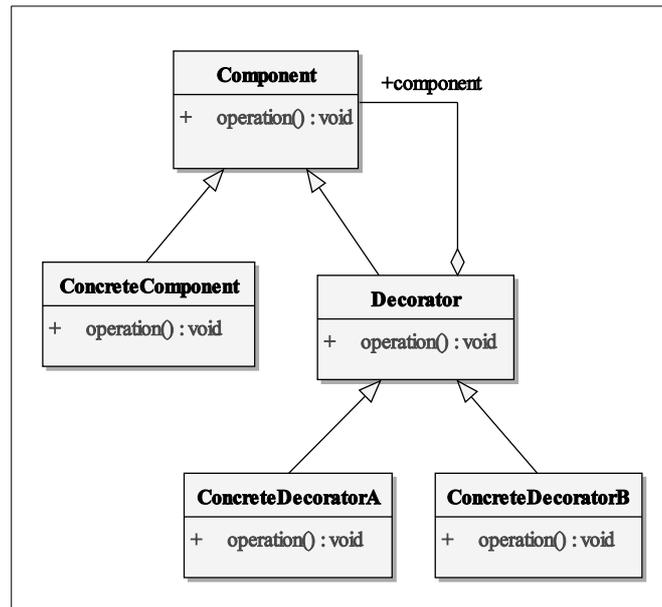 Component
+component
+ operation() : void
ConcreteComponent
+ operation() : void
Decorator
+ operation() : void
ConcreteDecoratorA
+ operation() : void
ConcreteDecoratorB
+ operation() : void